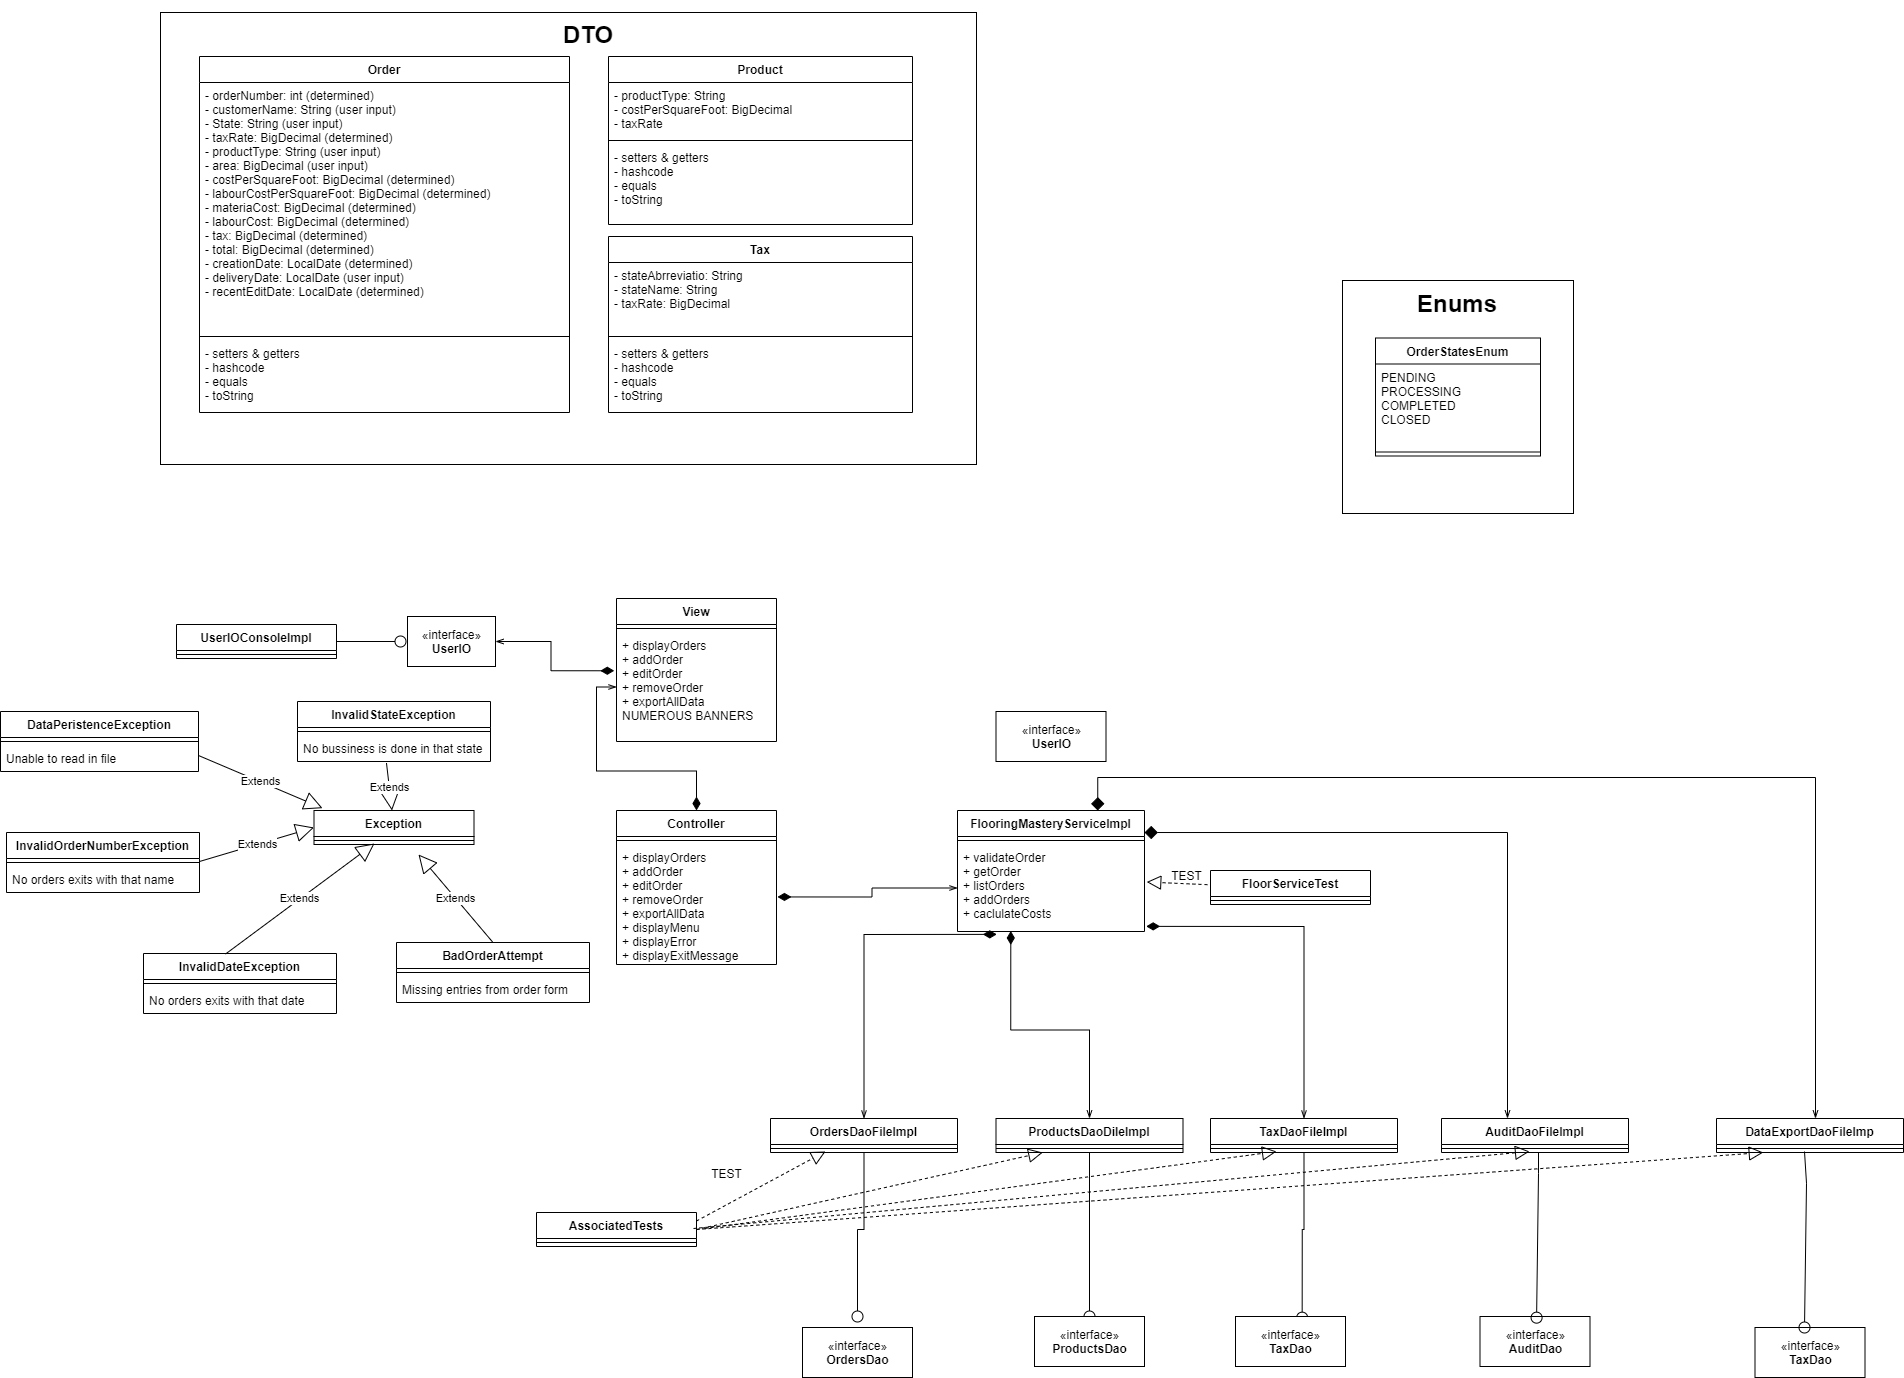 DTO
Order
- orderNumber: int (determined)
- customerName: String (user input)
- State: String (user input)
- taxRate: BigDecimal (determined)
- productType: String (user input)
- area: BigDecimal (user input)
- costPerSquareFoot: BigDecimal (determined)
- labourCostPerSquareFoot: BigDecimal (determined)
- materiaCost: BigDecimal (determined)
- labourCost: BigDecimal (determined)
- tax: BigDecimal (determined)
- total: BigDecimal (determined)
- creationDate: LocalDate (determined)
- deliveryDate: LocalDate (user input)
- recentEditDate: LocalDate (determined)
- setters & getters
- hashcode
- equals
- toString
Product
- productType: String
- costPerSquareFoot: BigDecimal
- taxRate
- setters & getters
- hashcode
- equals
- toString
Tax
- stateAbrreviatio: String
- stateName: String
- taxRate: BigDecimal
- setters & getters
- hashcode
- equals
- toString
Enums
OrderStatesEnum
PENDING
PROCESSING
COMPLETED
CLOSED
UserIOConsoleImpl
«interface»
UserIO
View
+ displayOrders
+ addOrder
+ editOrder
+ removeOrder
+ exportAllData
NUMEROUS BANNERS
DataPeristenceException
Unable to read in file
InvalidStateException
No bussiness is done in that state
Extends
Extends
Exception
InvalidOrderNumberException
No orders exits with that name
Extends
Extends
Extends
InvalidDateException
No orders exits with that date
BadOrderAttempt
Missing entries from order form
Controller
+ displayOrders
+ addOrder
+ editOrder
+ removeOrder
+ exportAllData
+ displayMenu
+ displayError
+ displayExitMessage
«interface»
UserIO
FlooringMasteryServiceImpl
+ validateOrder
+ getOrder
+ listOrders
+ addOrders
+ caclulateCosts
TEST
FloorServiceTest
OrdersDaoFileImpl
ProductsDaoDileImpl
TaxDaoFileImpl
AuditDaoFileImpl
DataExportDaoFileImp
TEST
AssociatedTests
«interface»
OrdersDao
«interface»
ProductsDao
«interface»
TaxDao
«interface»
AuditDao
«interface»
TaxDao